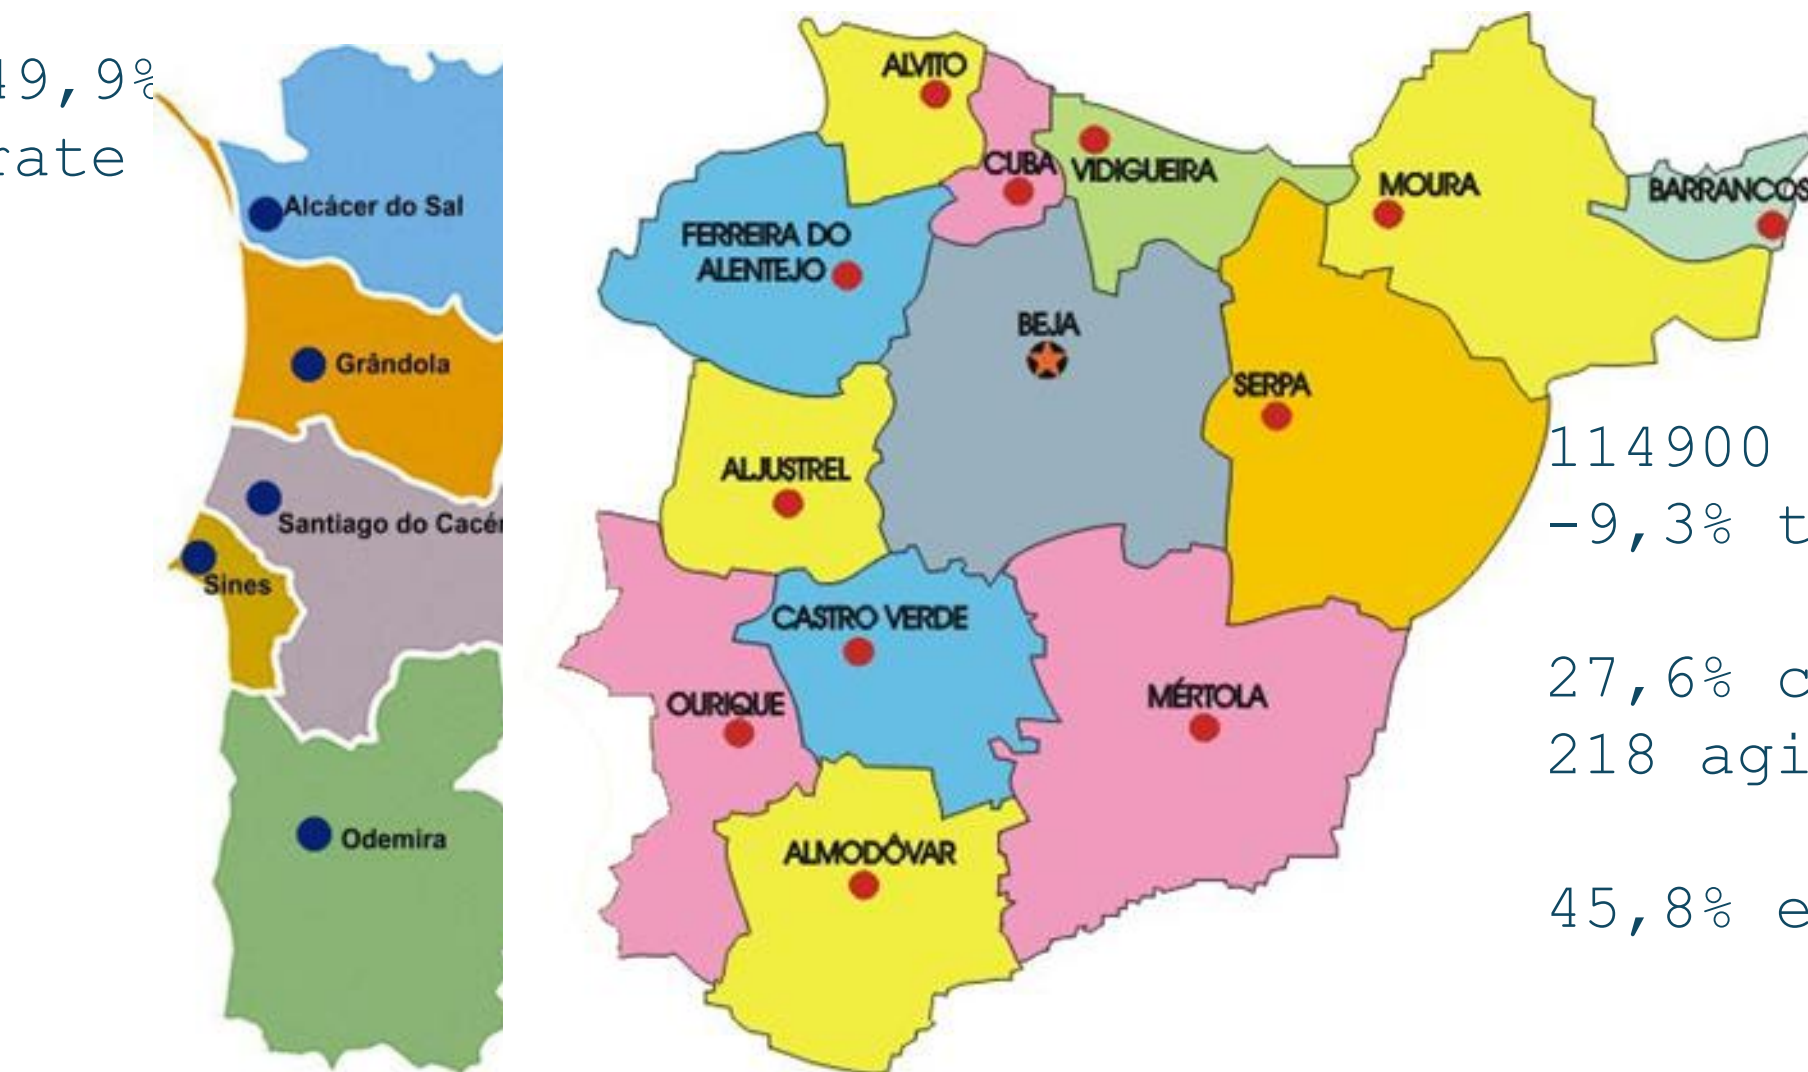 49,9%
rate
Alcácer do Sal
Grândola
Santiago do Cacér
Sines
Odemira
ALVITO
CUBA
VIDIGUEIRA
MOURA
BARRANCOS
FERREIRA DO
ALENTEJO
BEJA
SERPA
ALJUSTREL
CASTRO VERDE
OURIQUE
MÉRTOLA
ALMODÔVAR
114900
-9,3% t
27,6% c
218 agi
45,8% e